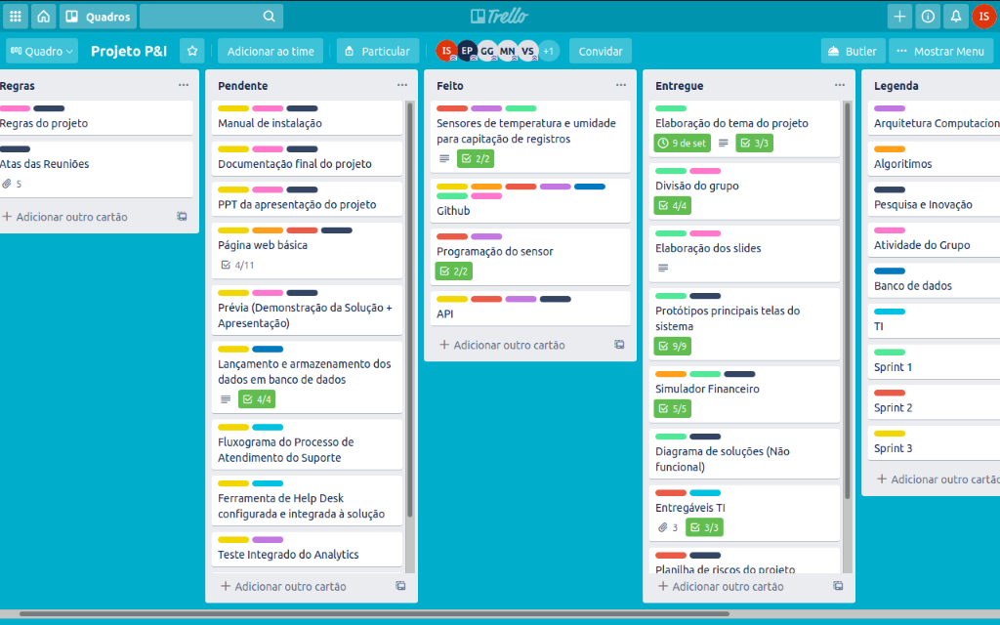 Quadros
Trello
IS
Quadro
Projeto P&I
Adicionar ao time
Particular
IS
EP
GG
MN
VS
+1
Convidar
Butler
Mostrar Menu
Regras
Regras do projeto
Atas das Reuniões
5
+ Adicionar outro cartão
Pendente
Manual de instalação
Documentação final do projeto
PPT da apresentação do projeto
Página web básica
4/11
Prévia (Demonstração da Solução +
Apresentação)
Lançamento e armazenamento dos
dados em banco de dados
4/4
Fluxograma do Processo de
Atendimento do Suporte
Ferramenta de Help Desk
configurada e integrada à solução
Teste Integrado do Analytics
+ Adicionar outro cartão
Feito
Sensores de temperatura e umidade
para capitação de registros
2/2
Github
Programação do sensor
2/2
API
+ Adicionar outro cartão
Entregue
Elaboração do tema do projeto
9 de set
3/3
Divisão do grupo
4/4
Elaboração dos slides
Protótipos principais telas do
sistema
9/9
Simulador Financeiro
5/5
Diagrama de soluções (Não
funcional)
Entregáveis TI
3
3/3
Planilha de riscos do projeto
+ Adicionar outro cartão
Legenda
Arquitetura Computacion
Algoritimos
Pesquisa e Inovação
Atividade do Grupo
Banco de dados
TI
Sprint 1
Sprint 2
Sprint 3
+ Adicionar outro cartão